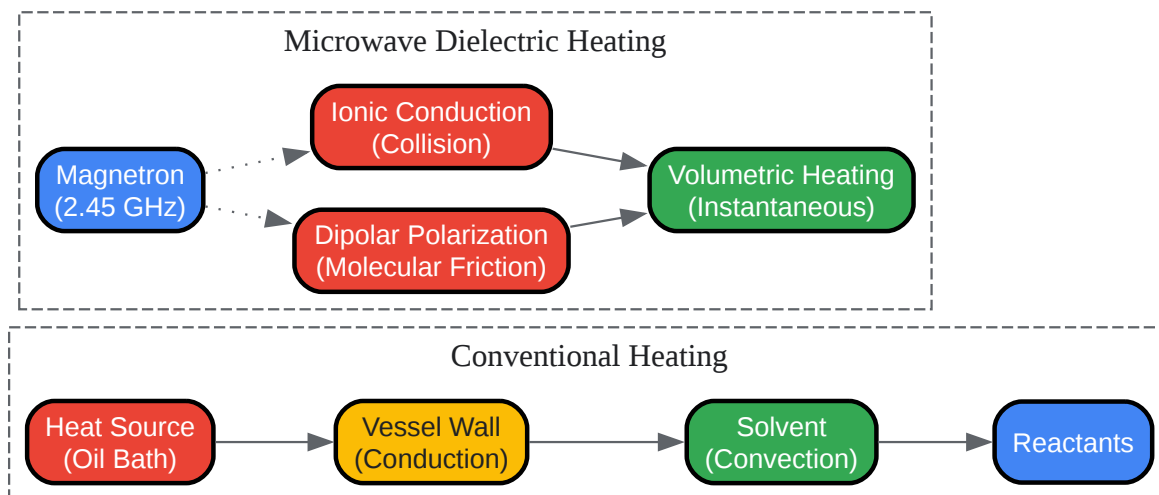 Microwave Dielectric Heating
Ionic Conduction
(Collision)
Magnetron
(2.45 GHz)
Volumetric Heating
(Instantaneous)
Dipolar Polarization
(Molecular Friction)
Conventional Heating
Heat Source
(Oil Bath)
Vessel Wall
(Conduction)
Solvent
(Convection)
Reactants